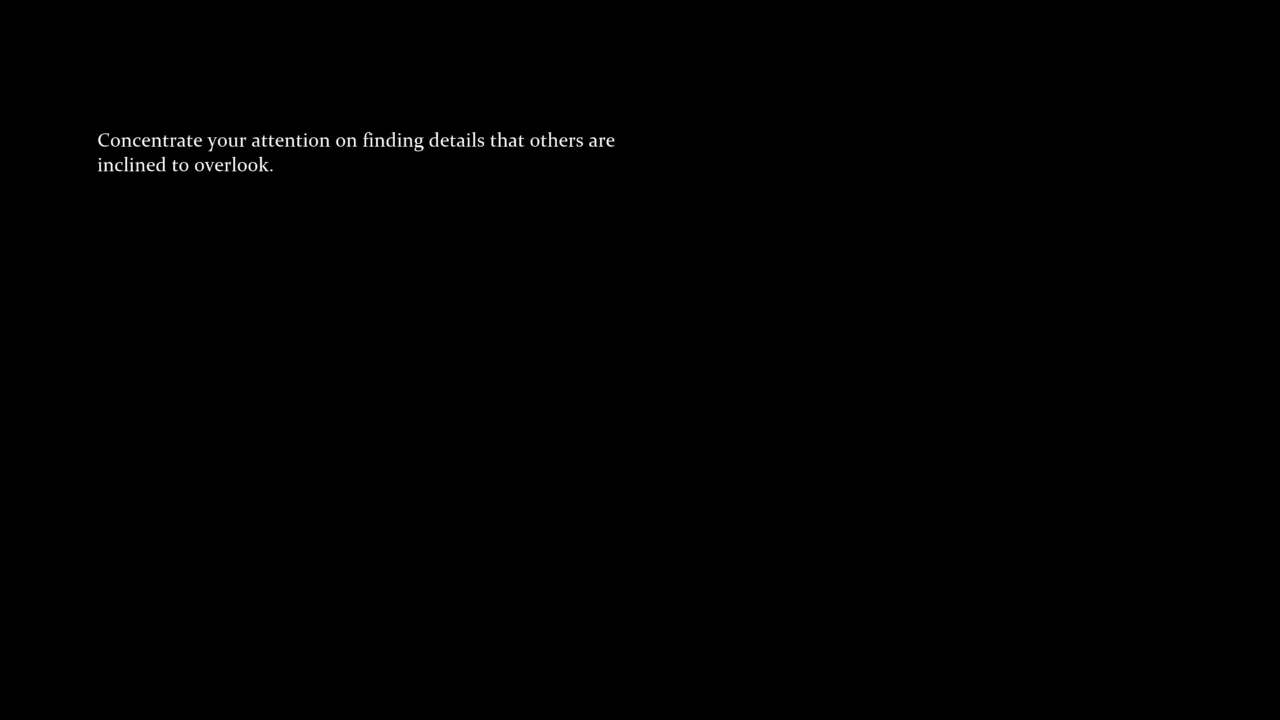 Concentrate your attention on finding details that others are
inclined to overlook.